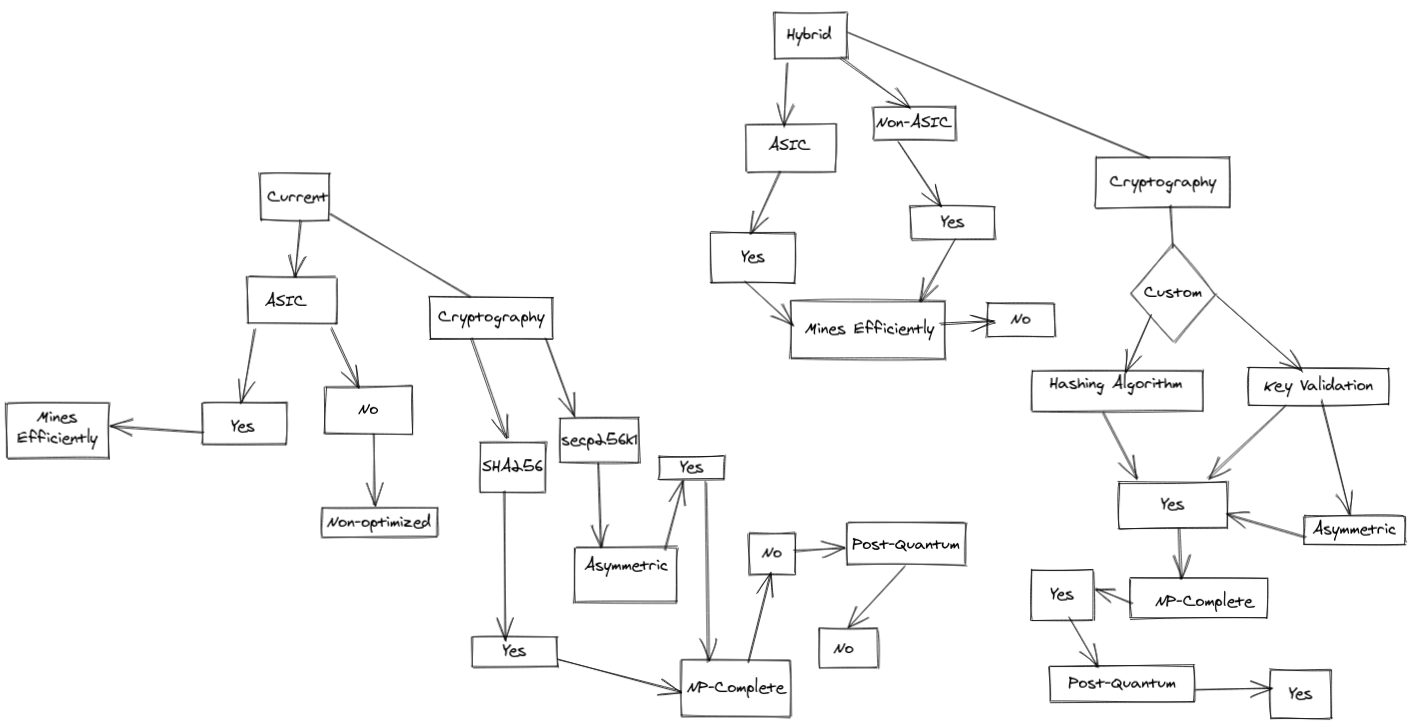 Hybrid
Non-ASIC
ASIC
Cryptography
Current
Yes
Yes
Custom
ASIC
Cryptography
Mines Efficiently
No
Hashing Algorithm
Key Validation
Mines
Efficiently
Yes
No
secp256k1
SHA256
Yes
Yes
Non-optimized
Asymmetric
No
Post-Quantum
Asymmetric
Yes
NP-Complete
Yes
No
NP-Complete
Post-Quantum
Yes